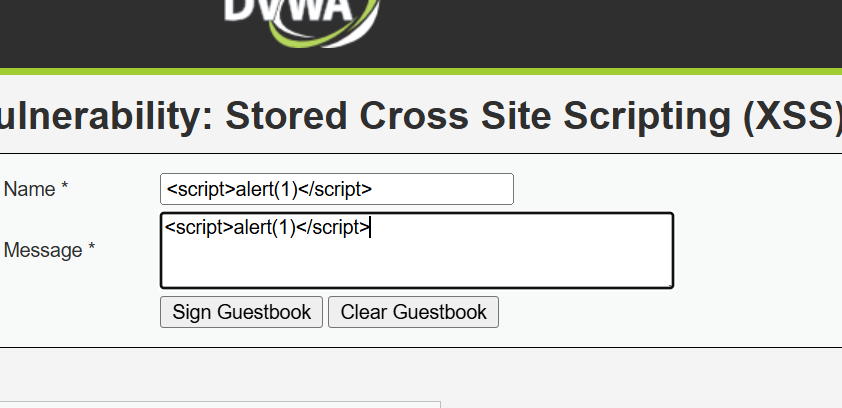 DVWA
ulnerability: Stored Cross Site Scripting (XSS)
Name * <script>alert(1)</script>
Message * <script>alert(1)</script>
Sign Guestbook Clear Guestbook